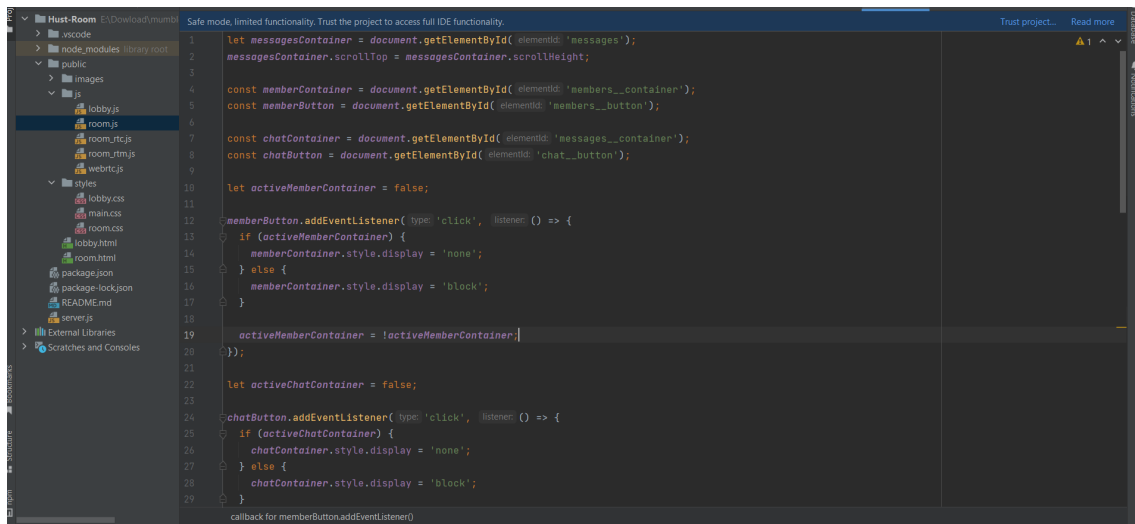 Hust-Room E:\Dowload\mumbl
.vscode
node_modules library root
public
images
js
lobby.js
room.js
room_rtc.js
room_rtm.js
webrtc.js
styles
lobby.css
main.css
room.css
lobby.html
room.html
package.json
package-lock.json
README.md
server.js
External Libraries
Scratches and Consoles
Bookmarks
Structure
npm
Safe mode, limited functionality. Trust the project to access full IDE functionality. Trust project... Read more
1 let messagesContainer = document.getElementById( elementId: 'messages'); 1
2 messagesContainer.scrollTop = messagesContainer.scrollHeight;
3
4 const memberContainer = document.getElementById( elementId: 'members__container');
5 const memberButton = document.getElementById( elementId: 'members__button');
6
7 const chatContainer = document.getElementById( elementId: 'messages__container');
8 const chatButton = document.getElementById( elementId: 'chat__button');
9
10 let activeMemberContainer = false;
11
12 memberButton.addEventListener( type: 'click', listener: () => {
13 if (activeMemberContainer) {
14 memberContainer.style.display = 'none';
15 } else {
16 memberContainer.style.display = 'block';
17 }
18
19 activeMemberContainer = !activeMemberContainer;
20 });
21
22 let activeChatContainer = false;
23
24 chatButton.addEventListener( type: 'click', listener: () => {
25 if (activeChatContainer) {
26 chatContainer.style.display = 'none';
27 } else {
28 chatContainer.style.display = 'block';
29 }
callback for memberButton.addEventListener()
Notifications